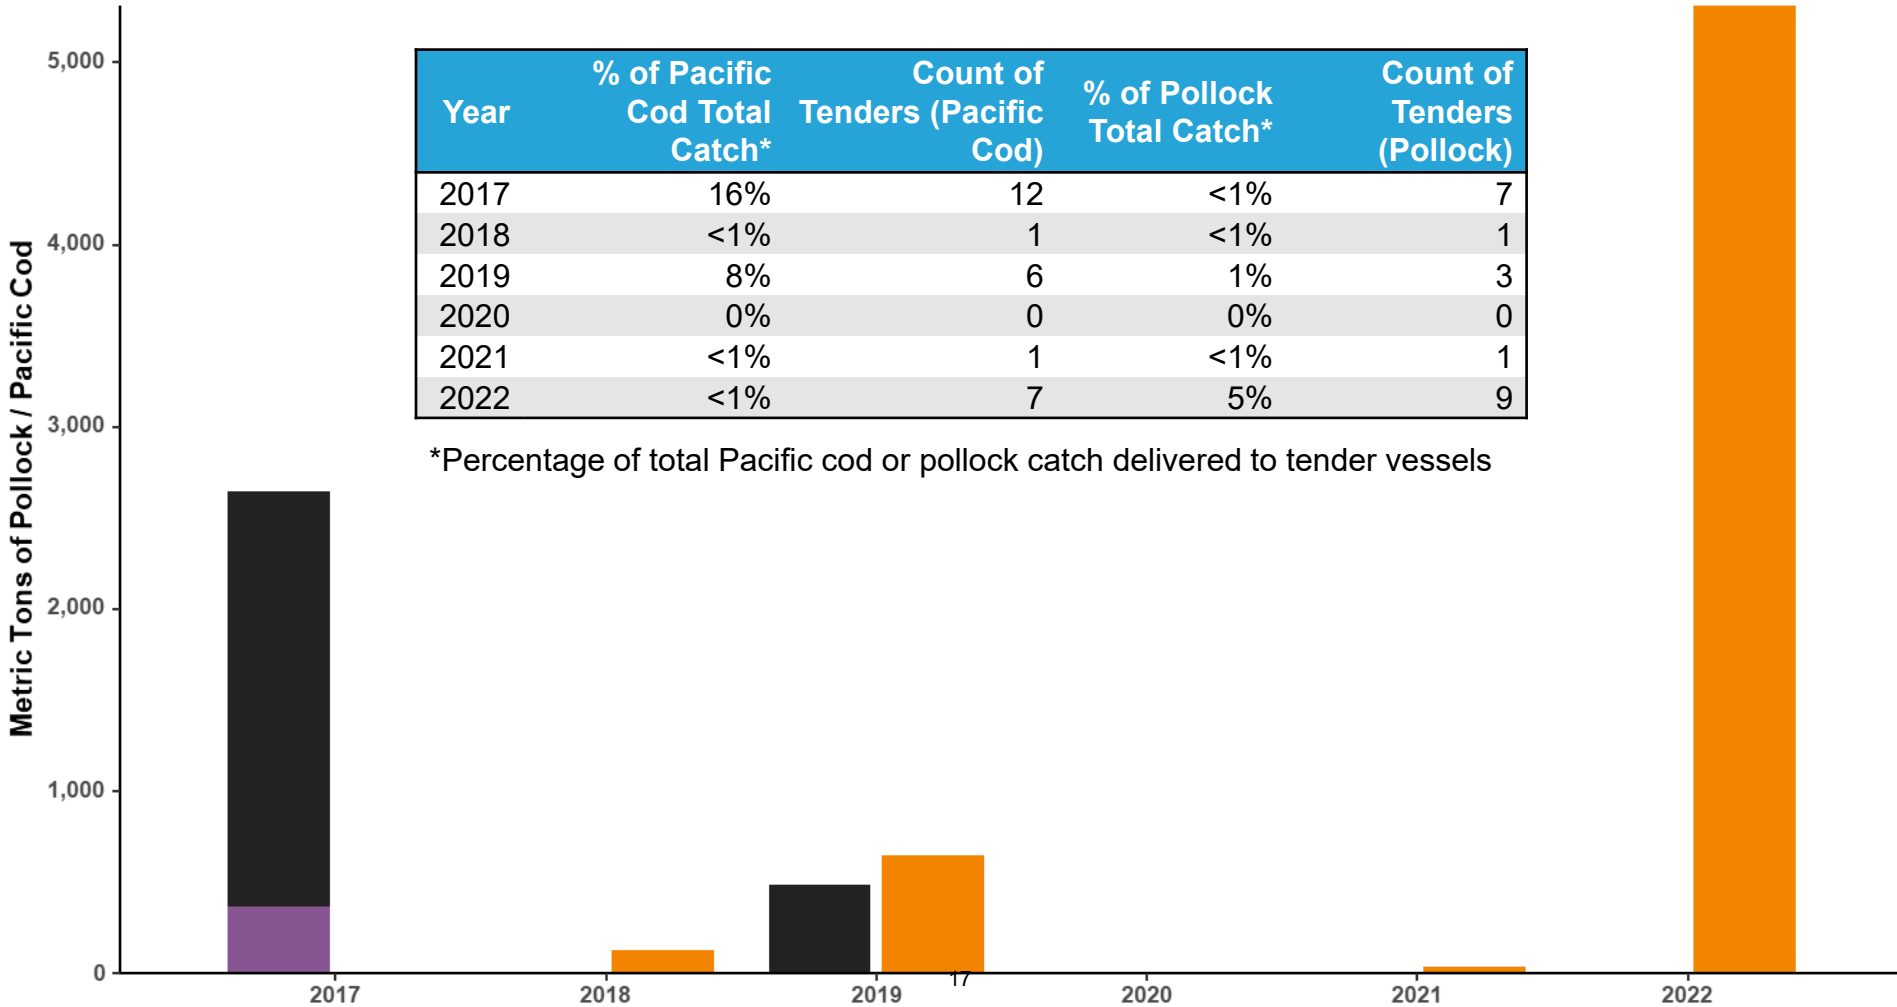 5,000
4,000
3,000
2,000
1,000
0
Metric Tons of Pollock / Pacific Cod
Year
% of Pacific
Cod Total
Catch*
Count of
Tenders (Pacific
Cod)
% of Pollock
Total Catch*
Count of
Tenders
(Pollock)
2017 16% 12 <1% 7
2018 <1% 1 <1% 1
2019 8% 6 1% 3
2020 0% 0 0% 0
2021 <1% 1 <1% 1
2022 <1% 7 5% 9
*Percentage of total Pacific cod or pollock catch delivered to tender vessels
17
2017 2018 2019 2020 2021 2022